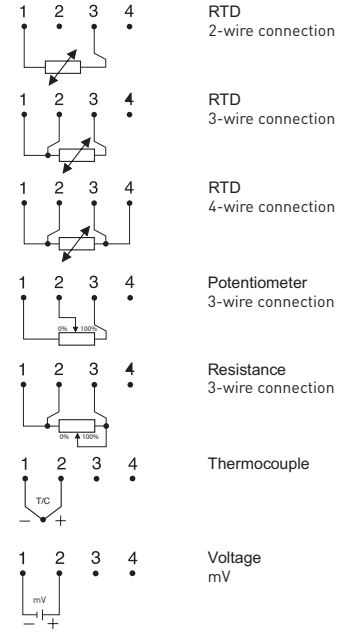 1 2 3 4
RTD
2-wire connection
1 2 3 4
RTD
3-wire connection
1 2 3 4
RTD
4-wire connection
1 2 3 4
Potentiometer
3-wire connection
0% 100%
1 2 3 4
Resistance
3-wire connection
0% 100%
1 2 3 4
Thermocouple
T/C
– +
1 2 3 4
Voltage
mV
mV
– +